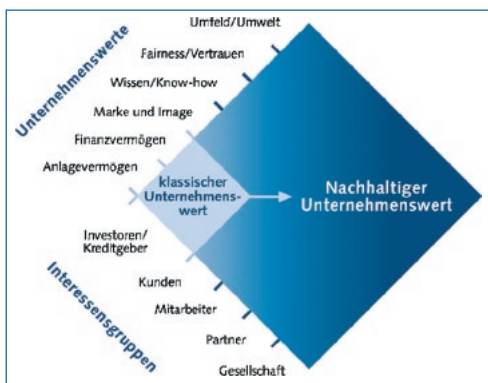 Unternehmenswerte
Umfeld/Umwelt
Fairness/Vertrauen
Wissen/Know-how
Marke und Image
Finanzvermögen
Anlagevermögen
klassischer
Unternehmens-
wert
Nachhaltiger
Unternehmenswert
Interessensgruppen
Investoren/
Kreditgeber
Kunden
Mitarbeiter
Partner
Gesellschaft